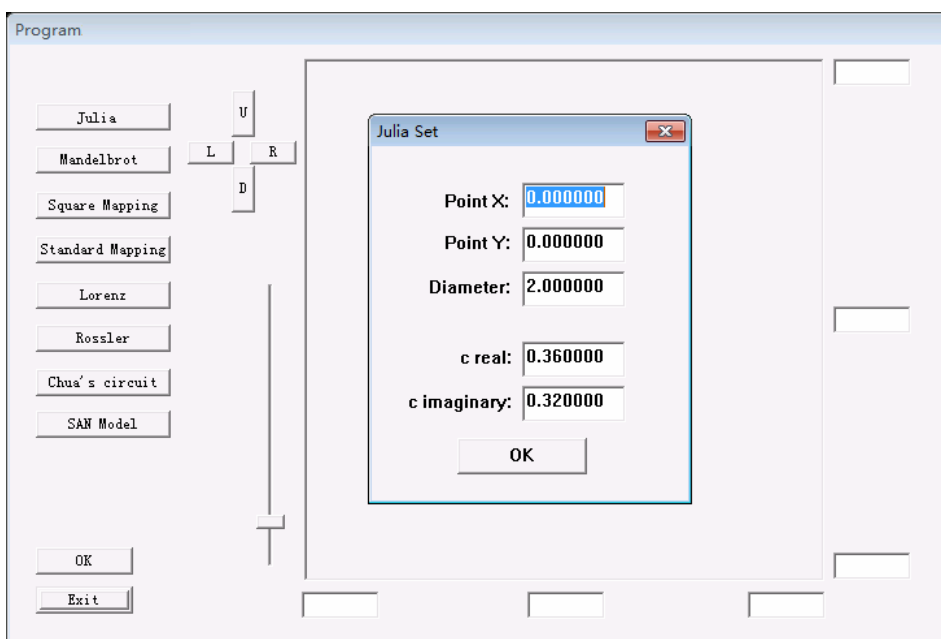 Program
Julia
Mandelbrot
Square Mapping
Standard Mapping
Lorenz
Rossler
Chua's circuit
SAN Model
OK
Exit
U
L R
D
Julia Set
Point X: 0.000000
Point Y: 0.000000
Diameter: 2.000000
c real: 0.360000
c imaginary: 0.320000
OK